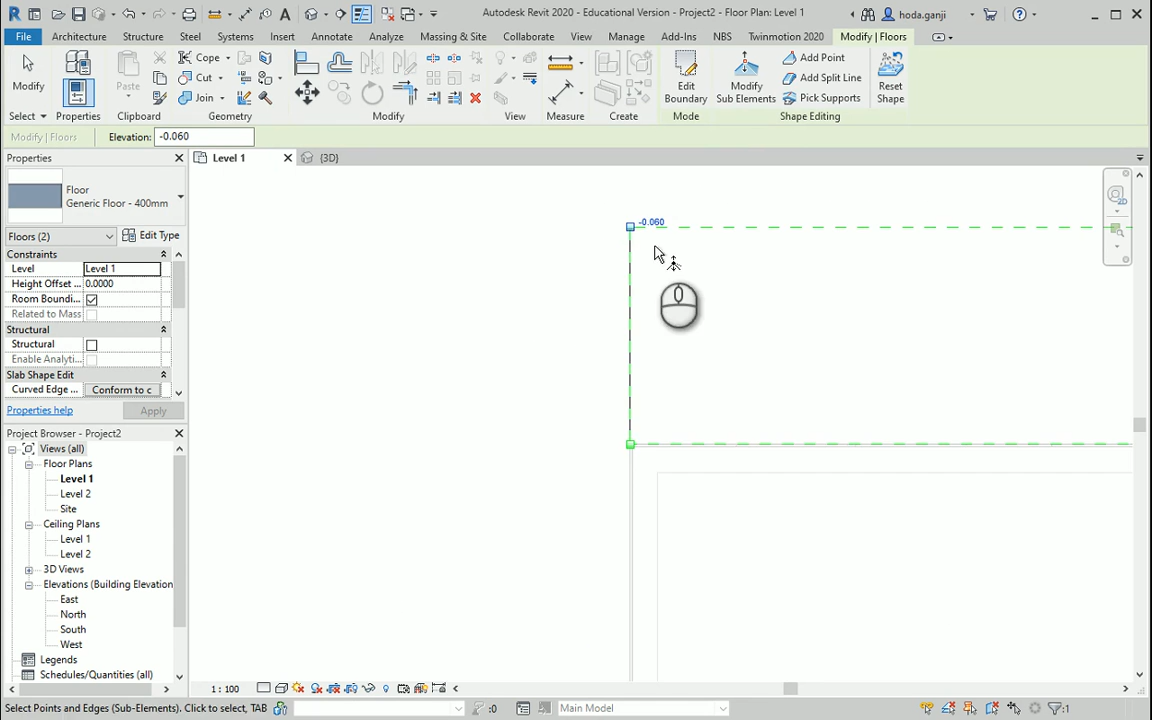 Autodesk Revit 2020 - Educational Version - Project2 - Floor Plan: Level 1
hoda.ganji
File Architecture Structure Steel Systems Insert Annotate Analyze Massing & Site Collaborate View Manage Add-Ins NBS Twinmotion 2020 Modify | Floors
Modify
Paste
Cope
Cut
Join
Edit
Boundary
Modify
Sub Elements
Add Point
Add Split Line
Pick Supports
Reset
Shape
Select Properties Clipboard Geometry Modify View Measure Create Mode Shape Editing
Modify | Floors Elevation: -0.060
Properties
Level 1
{3D}
Floor
Generic Floor - 400mm
Floors (2) Edit Type
Constraints
Level Level 1
Height Offset ... 0.0000
Room Boundi...
Related to Mass
Structural
Structural
Enable Analyti...
Slab Shape Edit
Curved Edge ... Conform to c
Properties help Apply
Project Browser - Project2
Views (all)
Floor Plans
Level 1
Level 2
Site
Ceiling Plans
Level 1
Level 2
3D Views
Elevations (Building Elevation
East
North
South
West
Legends
Schedules/Quantities (all)
-0.060
2D
1 : 100
Select Points and Edges (Sub-Elements). Click to select, TAB :0 Main Model :1